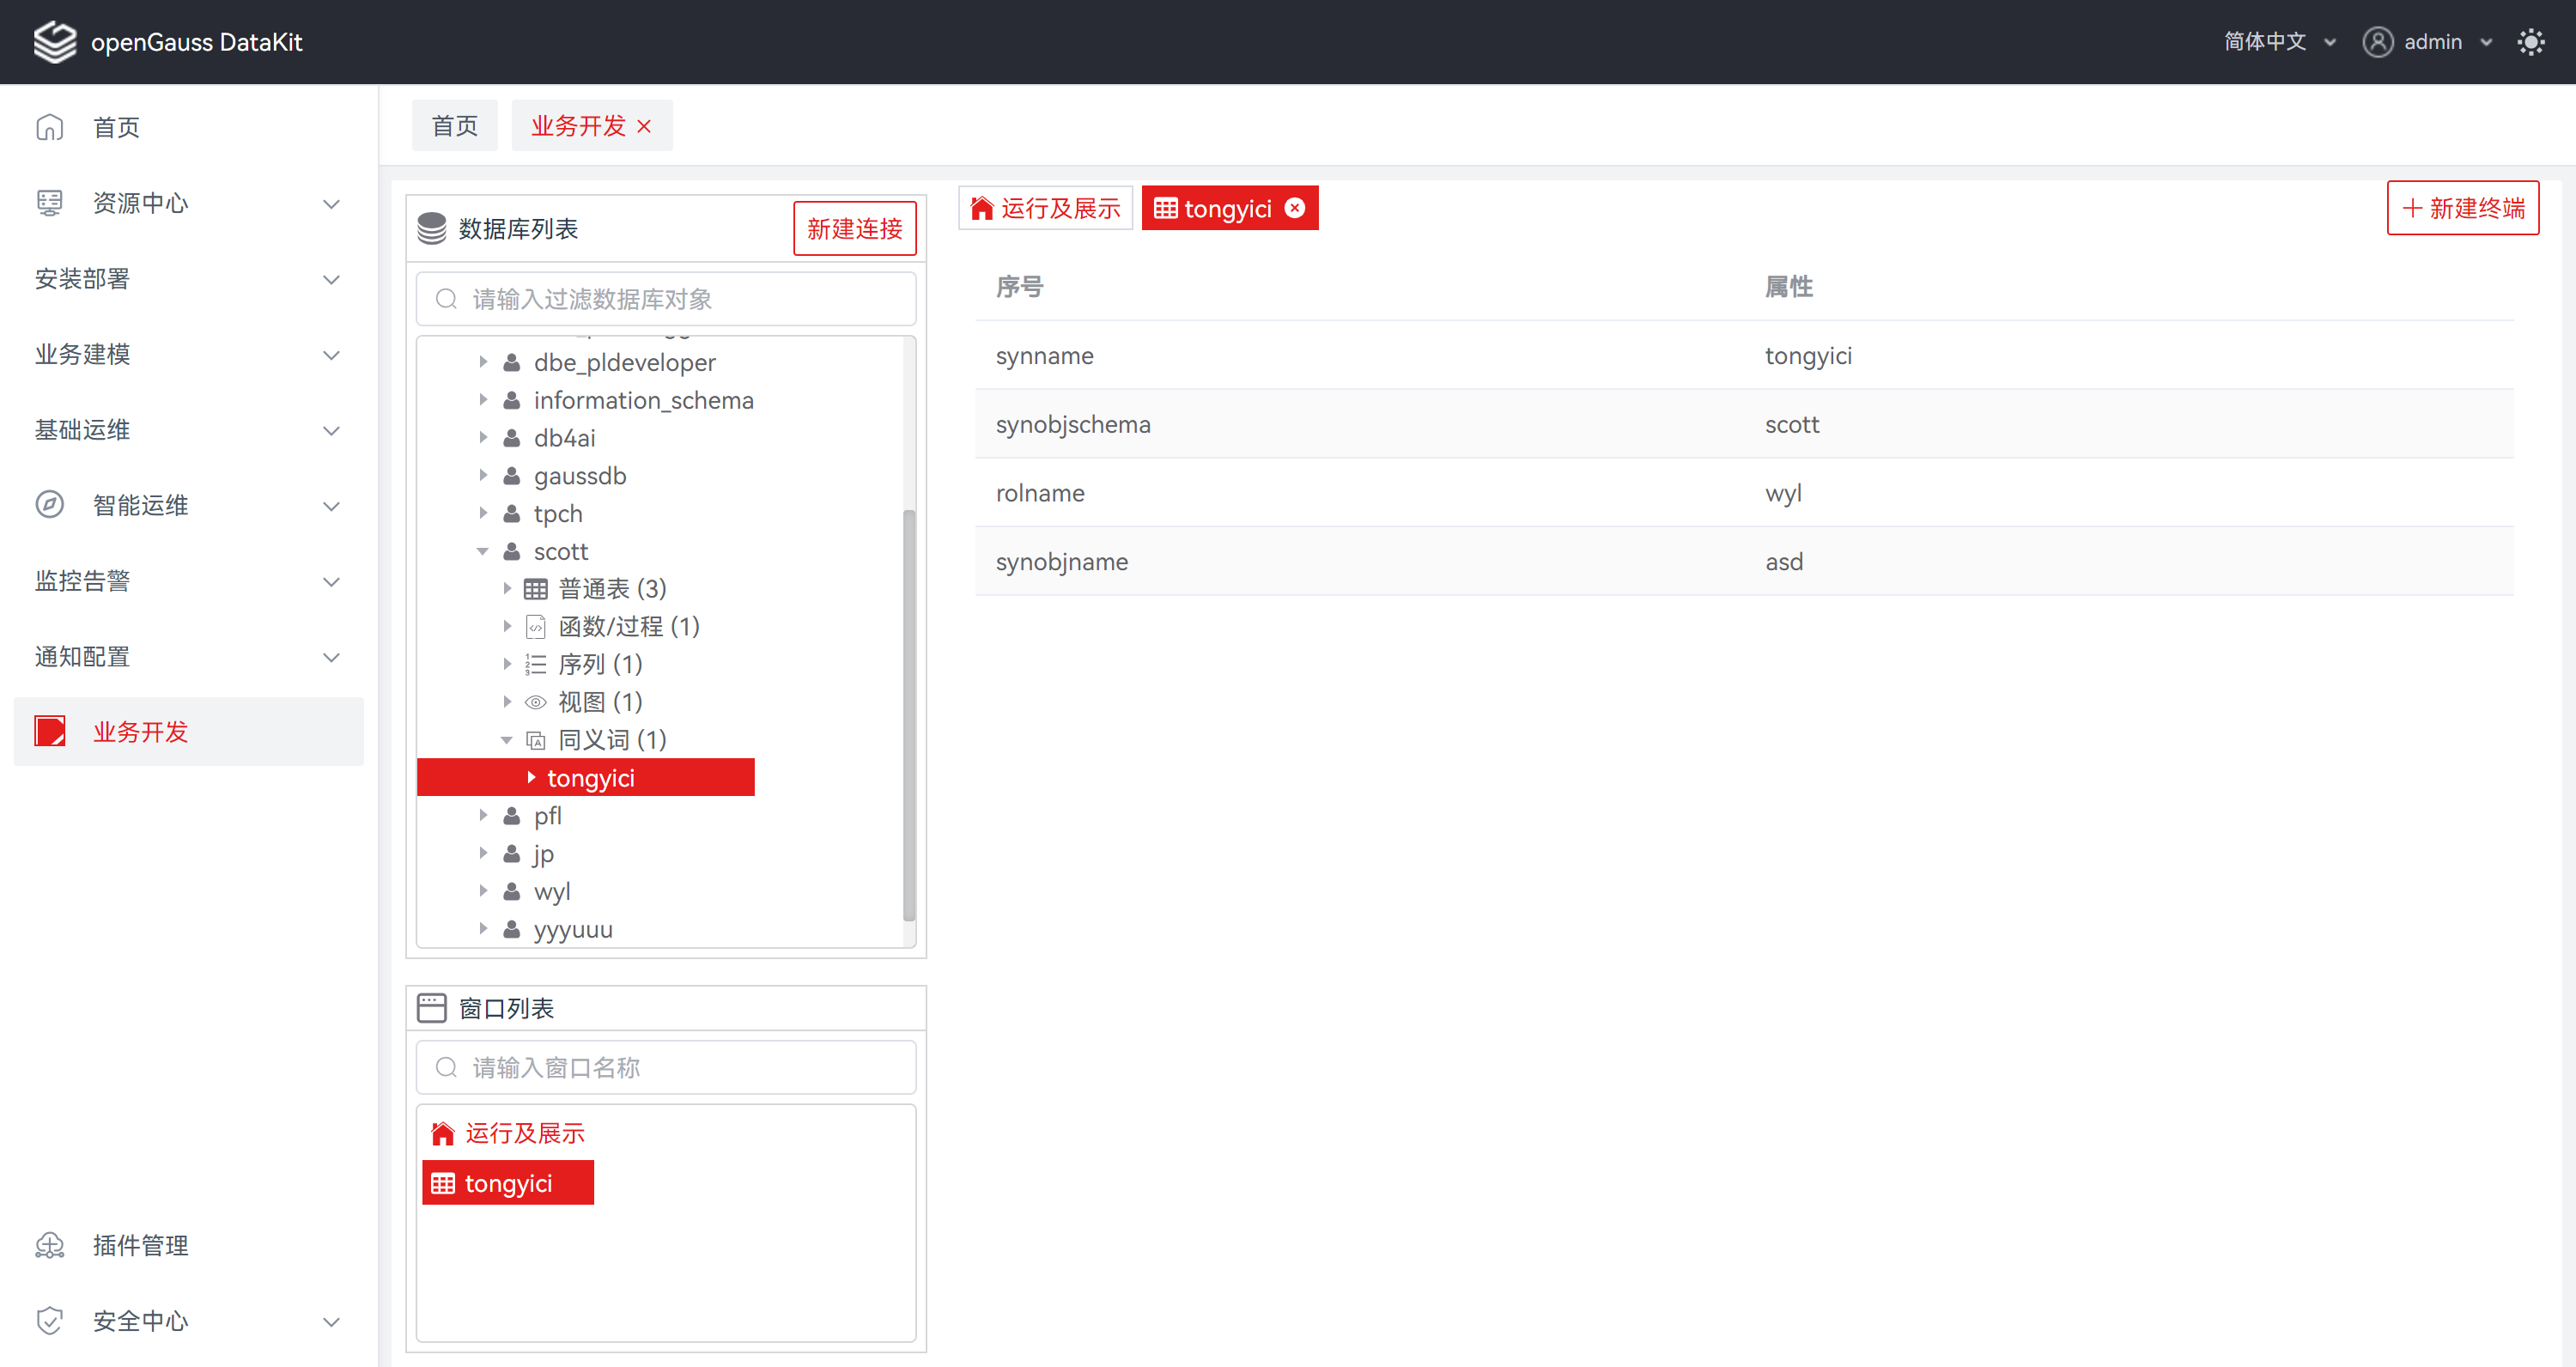 openGauss DataKit
简体中文
admin
首页
资源中心
安装部署
业务建模
基础运维
智能运维
监控告警
通知配置
业务开发
插件管理
安全中心
首页
业务开发
数据库列表
新建连接
请输入过滤数据库对象
dbe_pldeveloper
information_schema
db4ai
gaussdb
tpch
scott
普通表 (3)
函数/过程 (1)
序列 (1)
视图 (1)
同义词 (1)
tongyici
pfl
jp
wyl
yyyuuu
窗口列表
请输入窗口名称
运行及展示
tongyici
运行及展示
tongyici
新建终端
序号 属性
synname tongyici
synobjschema scott
rolname wyl
synobjname asd